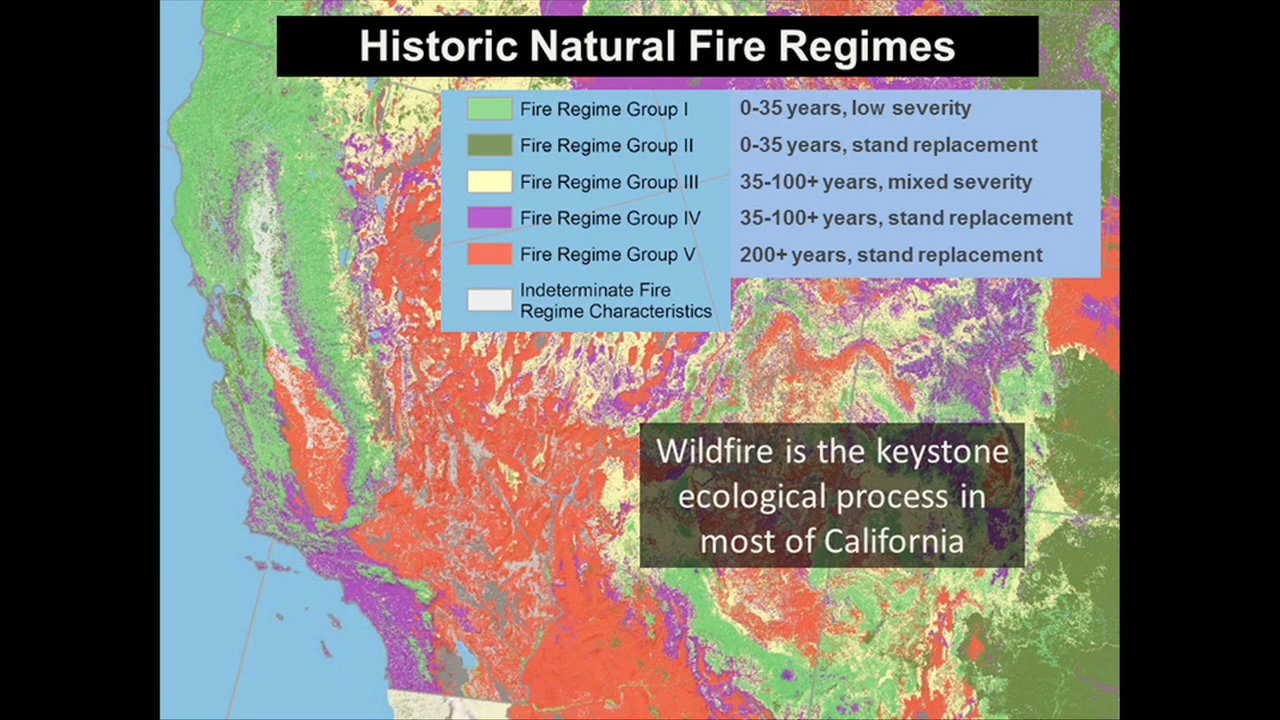 Historic Natural Fire Regimes
Fire Regime Group I
0-35 years, low severity
Fire Regime Group II
0-35 years, stand replacement
Fire Regime Group III
35-100+ years, mixed severity
Fire Regime Group IV
35-100+ years, stand replacement
Fire Regime Group V
200+ years, stand replacement
Indeterminate Fire
Regime Characteristics
Wildfire is the keystone
ecological process in
most of California